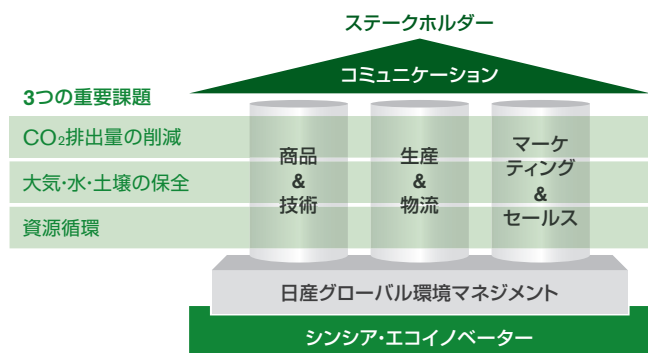 ステークホルダー
コミュニケーション
3つの重要課題
CO₂排出量の削減
大気・水・土壌の保全
資源循環
商品
&
技術
生産
&
物流
マーケ
ティング
&
セールス
日産グローバル環境マネジメント
シンシア・エコイノベーター